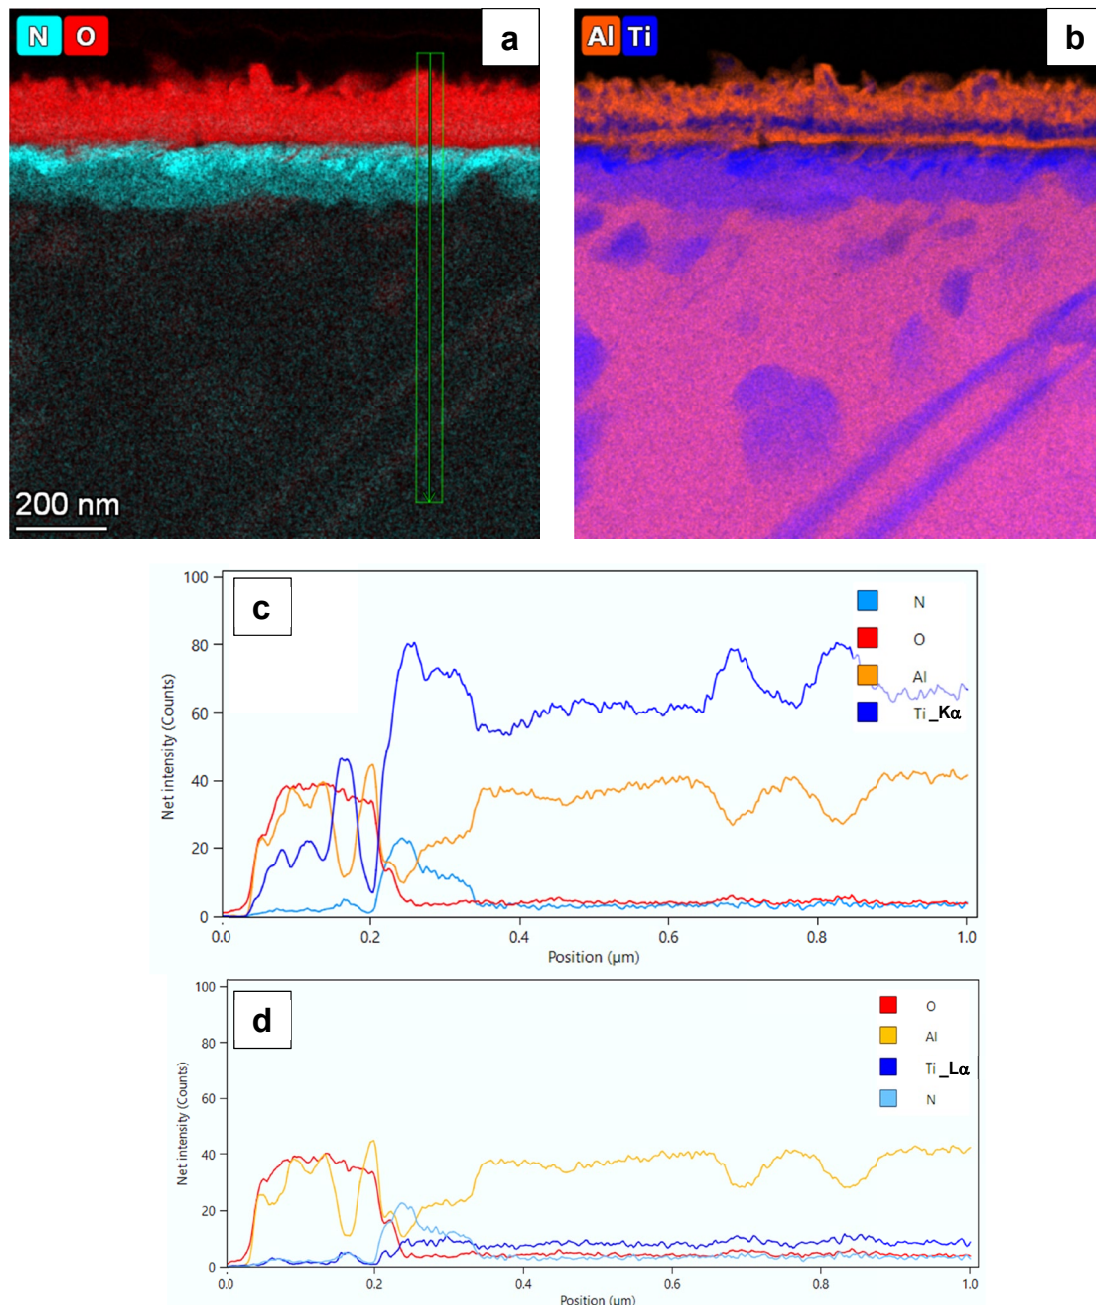 N O a
Al Ti b
200 nm
c
100
80
60
40
20
0
Net intensity (Counts)
N
O
Al
Ti_Kα
0.0 0.2 0.4 0.6 0.8 1.0
Position (µm)
d
100
80
60
40
20
0
Net intensity (Counts)
O
Al
Ti_Lα
N
0.0 0.2 0.4 0.6 0.8 1.0
Position (µm)